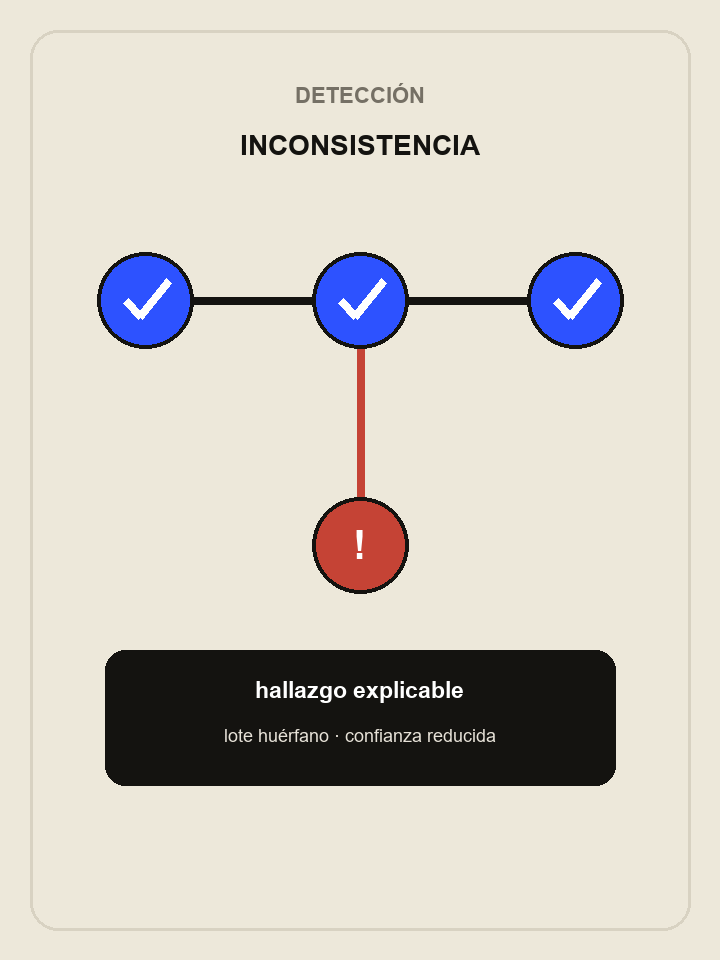 DETECCIÓN
INCONSISTENCIA
!
hallazgo explicable
lote huérfano · confianza reducida